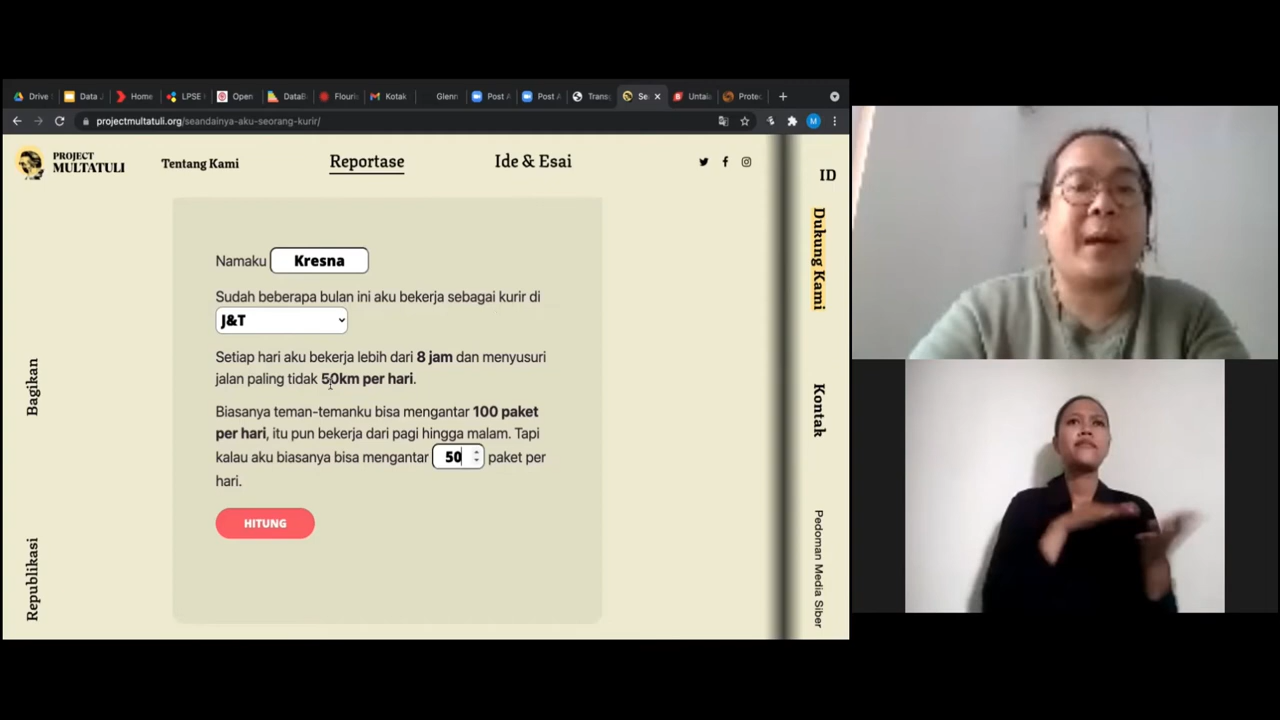 Drive
Data J
Home
LPSE
Open
DataB
Flouris
Kotak
Glenn
Post A
Post A
Trans
Se
Untai
Protec
projectmultatuli.org/seandainya-aku-seorang-kurir/
M
PROJECT
MULTATULI
Tentang Kami
Reportase
Ide & Esai
ID
Dukung Kami
Kontak
Pedoman Media Siber
Bagikan
Republikasi
Namaku Kresna
Sudah beberapa bulan ini aku bekerja sebagai kurir di
J&T
Setiap hari aku bekerja lebih dari 8 jam dan menyusuri
jalan paling tidak 50km per hari.
Biasanya teman-temanku bisa mengantar 100 paket
per hari, itu pun bekerja dari pagi hingga malam. Tapi
kalau aku biasanya bisa mengantar 50 paket per
hari.
HITUNG